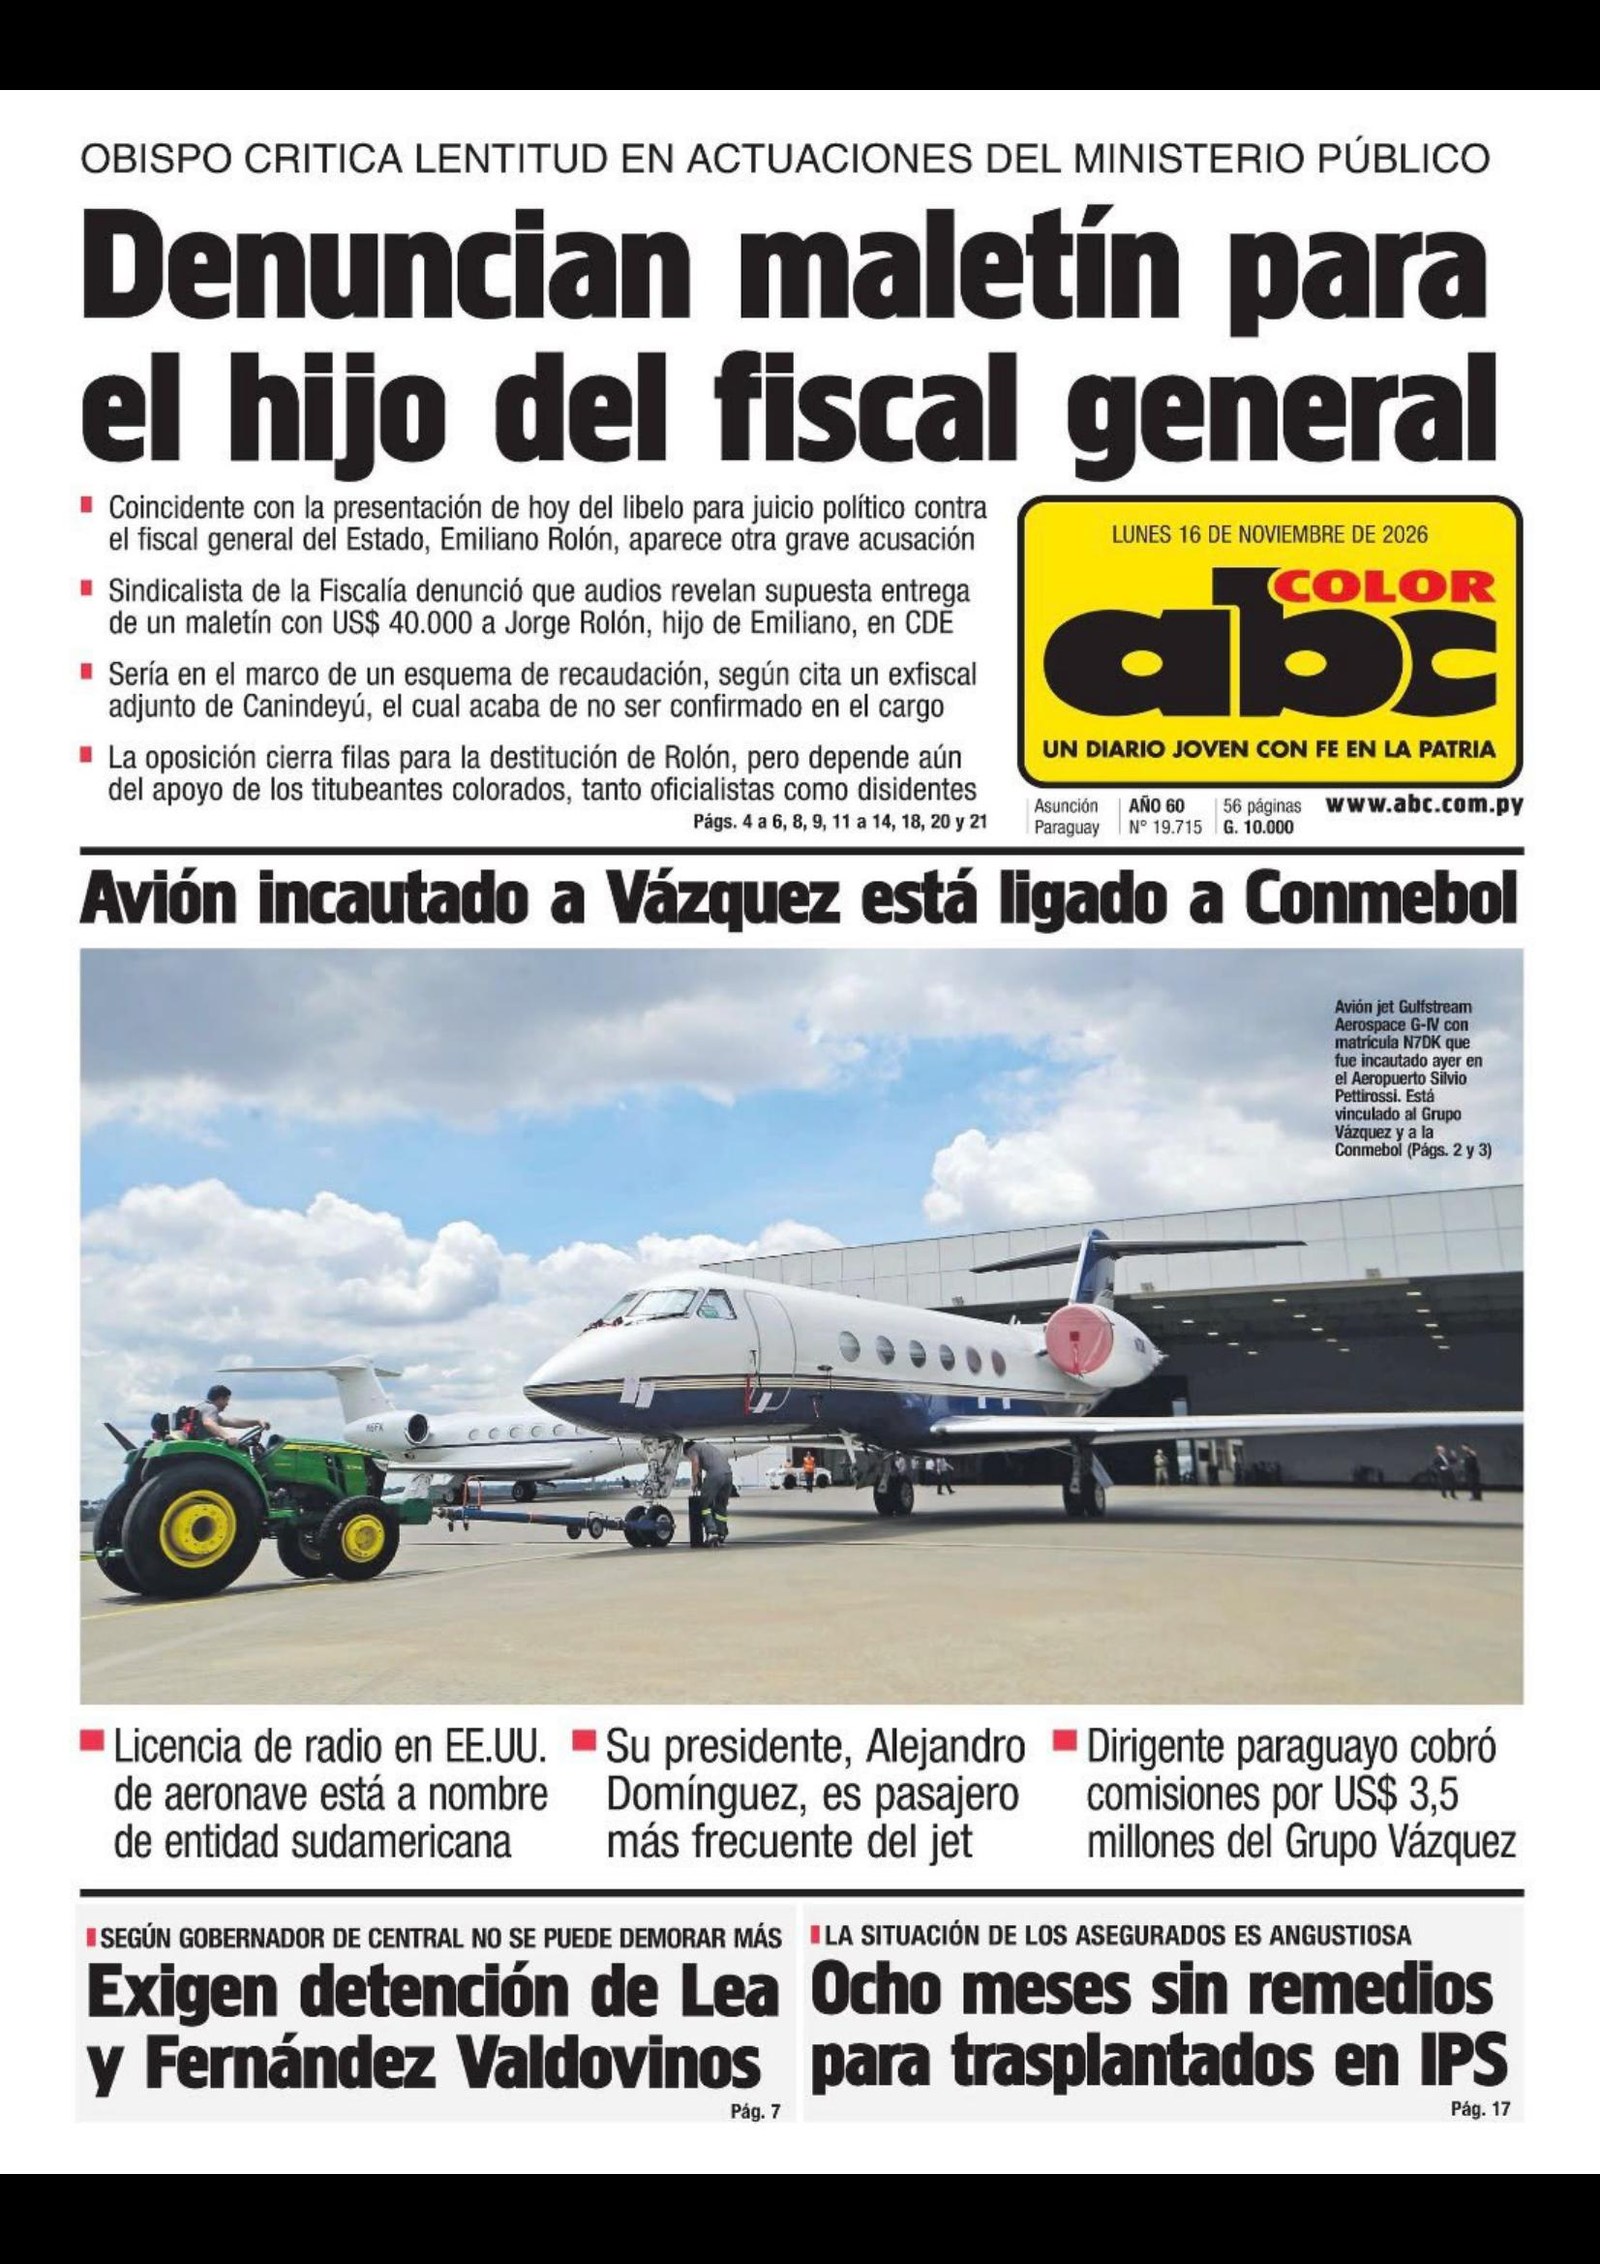 OBISPO CRITICA LENTITUD EN ACTUACIONES DEL MINISTERIO PÚBLICO
Denuncian maletín para
el hijo del fiscal general
Coincidente con la presentación de hoy del libelo para juicio político contra
el fiscal general del Estado, Emiliano Rolón, aparece otra grave acusación
Sindicalista de la Fiscalía denunció que audios revelan supuesta entrega
de un maletín con US$ 40.000 a Jorge Rolón, hijo de Emiliano, en CDE
Sería en el marco de un esquema de recaudación, según cita un exfiscal
adjunto de Canindeyú, el cual acaba de no ser confirmado en el cargo
La oposición cierra filas para la destitución de Rolón, pero depende aún
del apoyo de los titubeantes colorados, tanto oficialistas como disidentes
Págs. 4 a 6, 8, 9, 11 a 14, 18, 20 y 21
LUNES 16 DE NOVIEMBRE DE 2026
COLOR
abc
UN DIARIO JOVEN CON FE EN LA PATRIA
Asunción
Paraguay
AÑO 60
N° 19.715
56 páginas
G. 10.000
www.abc.com.py
Avión incautado a Vázquez está ligado a Conmebol
Avión jet Gulfstream
Aerospace G-IV con
matrícula N7DK que
fue incautado ayer en
el Aeropuerto Silvio
Pettirossi. Está
vinculado al Grupo
Vázquez y a la
Conmebol (Págs. 2 y 3)
Licencia de radio en EE.UU.
de aeronave está a nombre
de entidad sudamericana
Su presidente, Alejandro
Domínguez, es pasajero
más frecuente del jet
Dirigente paraguayo cobró
comisiones por US$ 3,5
millones del Grupo Vázquez
SEGÚN GOBERNADOR DE CENTRAL NO SE PUEDE DEMORAR MÁS
Exigen detención de Lea
y Fernández Valdovinos
Pág. 7
LA SITUACIÓN DE LOS ASEGURADOS ES ANGUSTIOSA
Ocho meses sin remedios
para trasplantados en IPS
Pág. 17